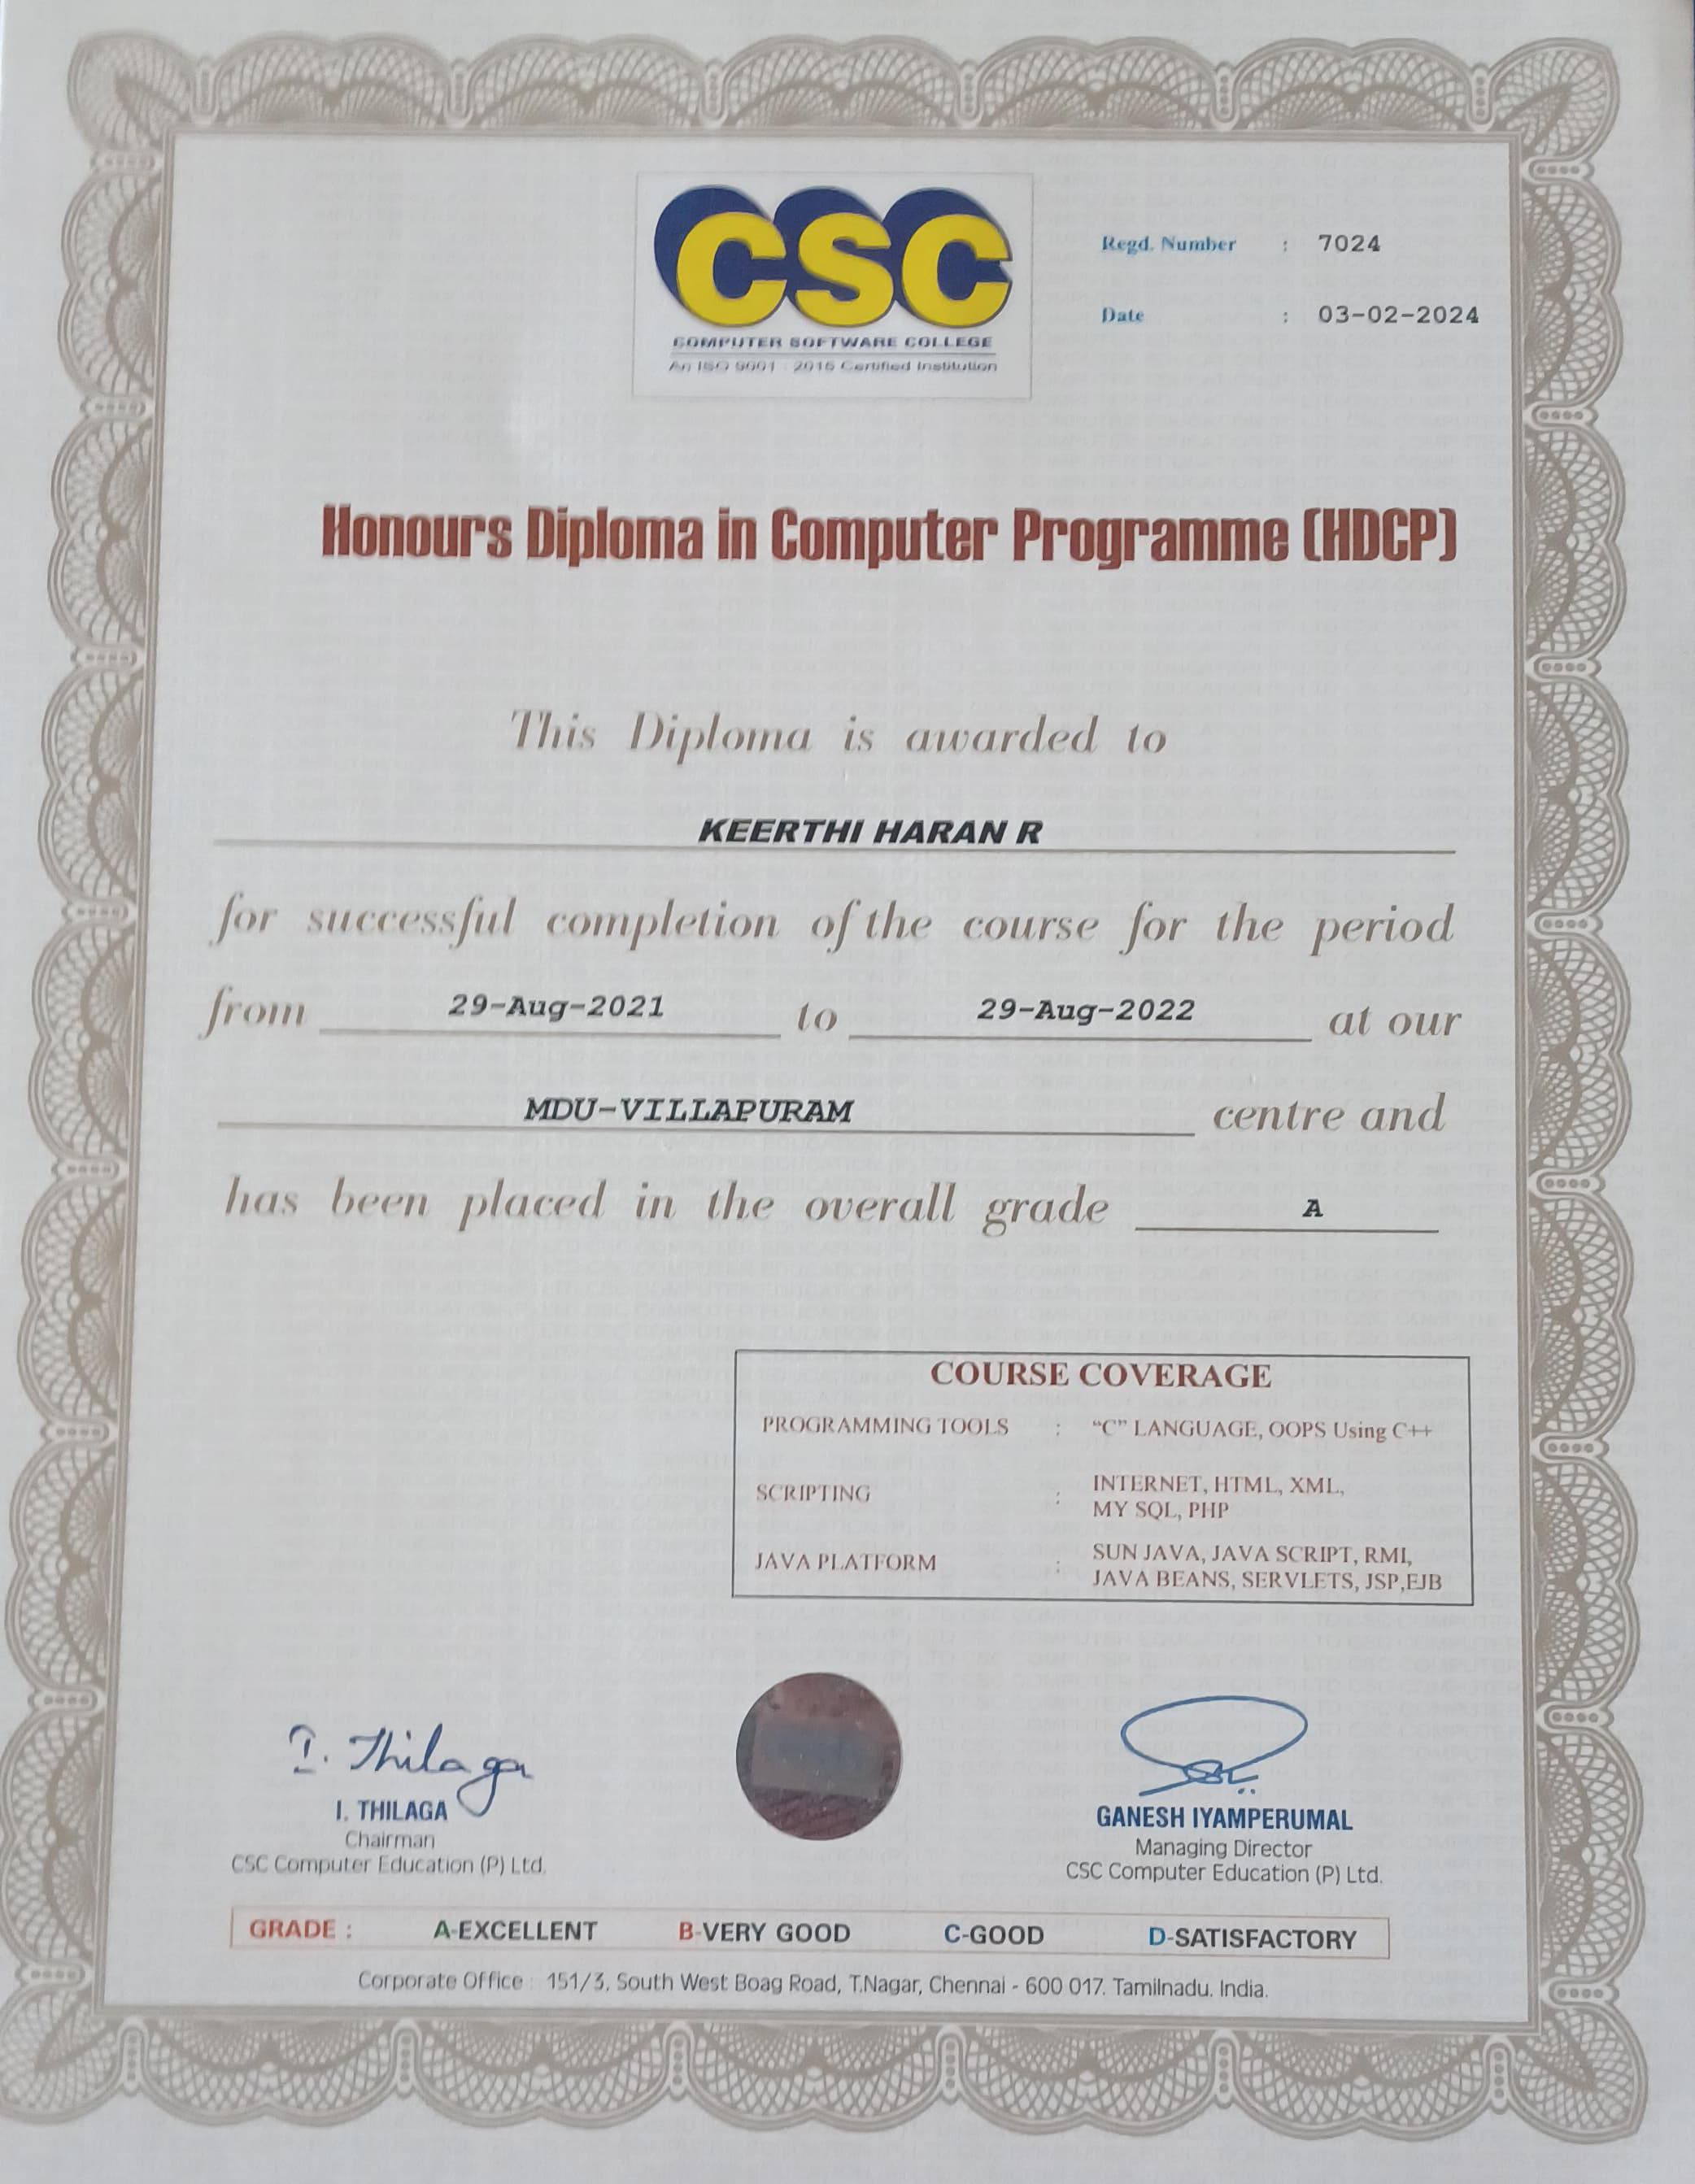 CSC
COMPUTER SOFTWARE COLLEGE
An ISO 9001 : 2015 Certified Institution
Regd. Number : 7024
Date : 03-02-2024
Honours Diploma in Computer Programme (HDCP)
This Diploma is awarded to
KEERTHI HARAN R
for successful completion of the course for the period
from 29-Aug-2021 to 29-Aug-2022 at our
MDU-VILLAPURAM centre and
has been placed in the overall grade A
COURSE COVERAGE
PROGRAMMING TOOLS : “C” LANGUAGE, OOPS Using C++
SCRIPTING : INTERNET, HTML, XML,
MY SQL, PHP
JAVA PLATFORM : SUN JAVA, JAVA SCRIPT, RMI,
JAVA BEANS, SERVLETS, JSP,EJB
I. Thilaga
I. THILAGA
Chairman
CSC Computer Education (P) Ltd.
GANESH IYAMPERUMAL
Managing Director
CSC Computer Education (P) Ltd.
GRADE : A-EXCELLENT B-VERY GOOD C-GOOD D-SATISFACTORY
Corporate Office : 151/3, South West Boag Road, T.Nagar, Chennai - 600 017. Tamilnadu. India.